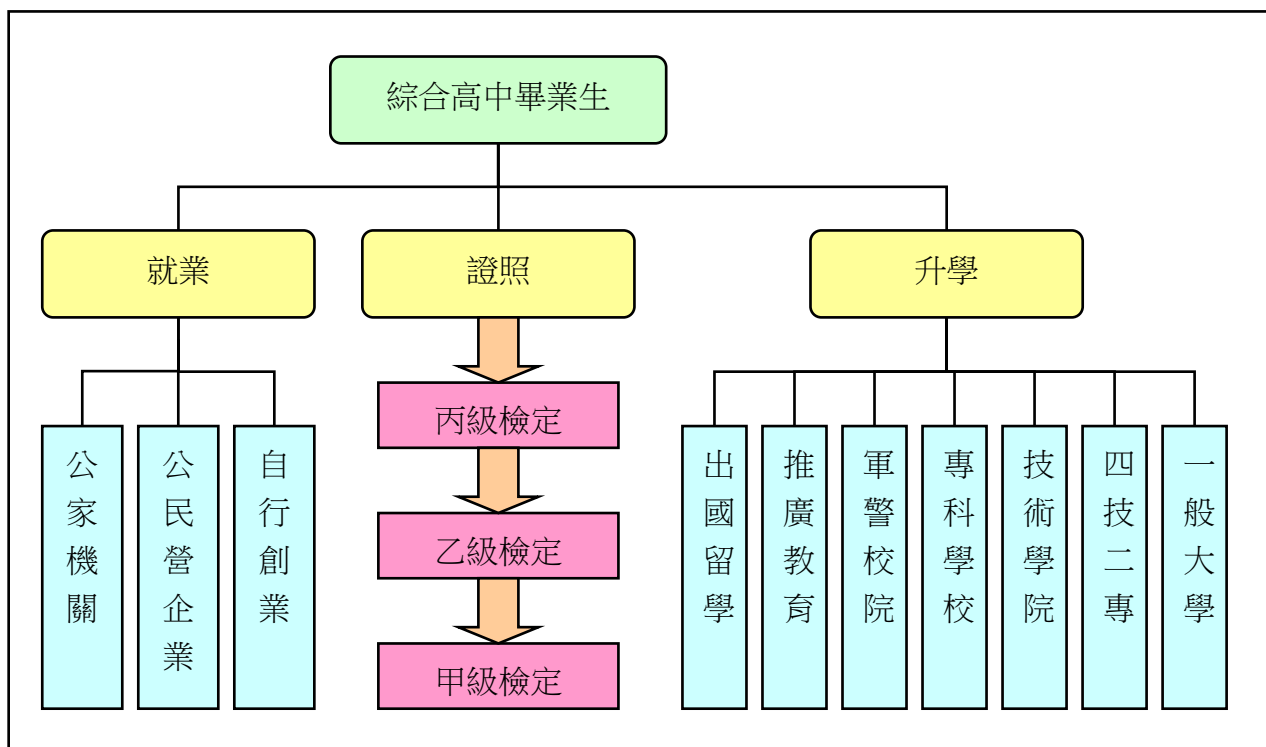 綜合高中畢業生
就業
證照
升學
丙級檢定
乙級檢定
甲級檢定
公家機關
公民營企業
自行創業
出國留學
推廣教育
軍警校院
專科學校
技術學院
四技二專
一般大學